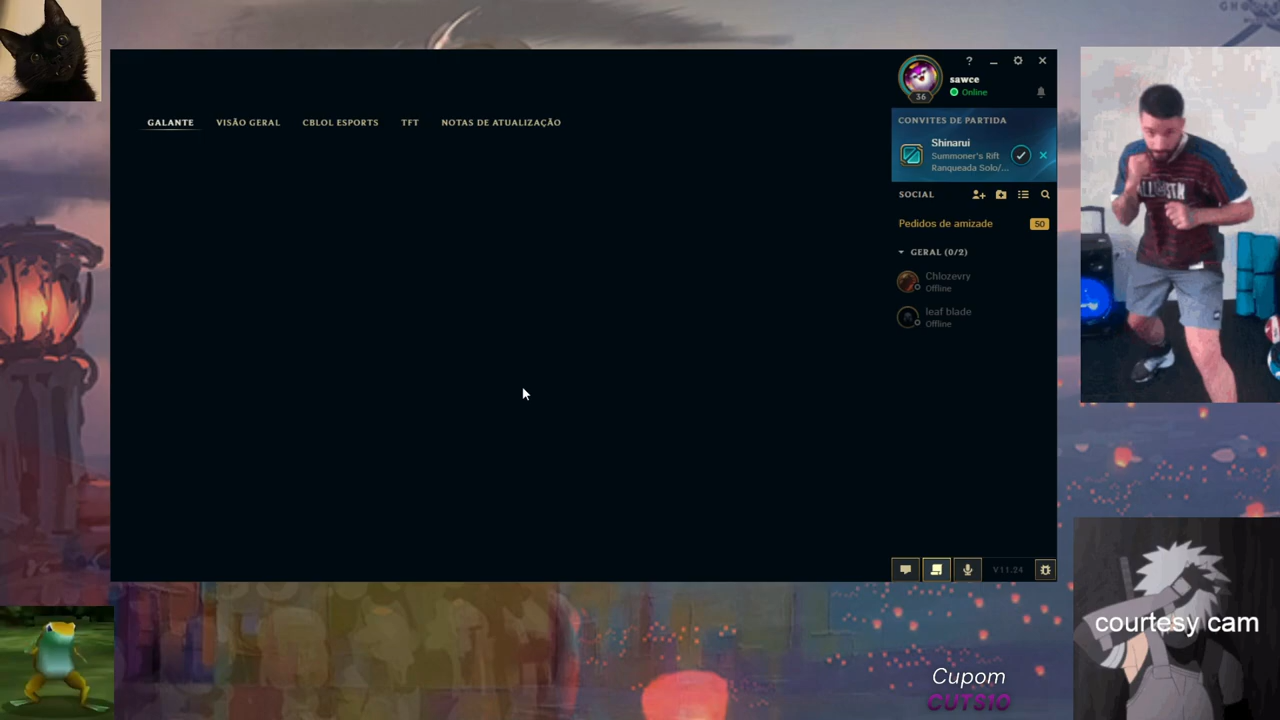 sawce
36
Online
GALANTE VISÃO GERAL CBLOL ESPORTS TFT NOTAS DE ATUALIZAÇÃO
CONVITES DE PARTIDA
Shinarui
Summoner's Rift
Ranqueada Solo/...
SOCIAL
Pedidos de amizade 50
GERAL (0/2)
Chlozevry
Offline
leaf blade
Offline
V11.24
courtesy cam
Cupom
CUTS10